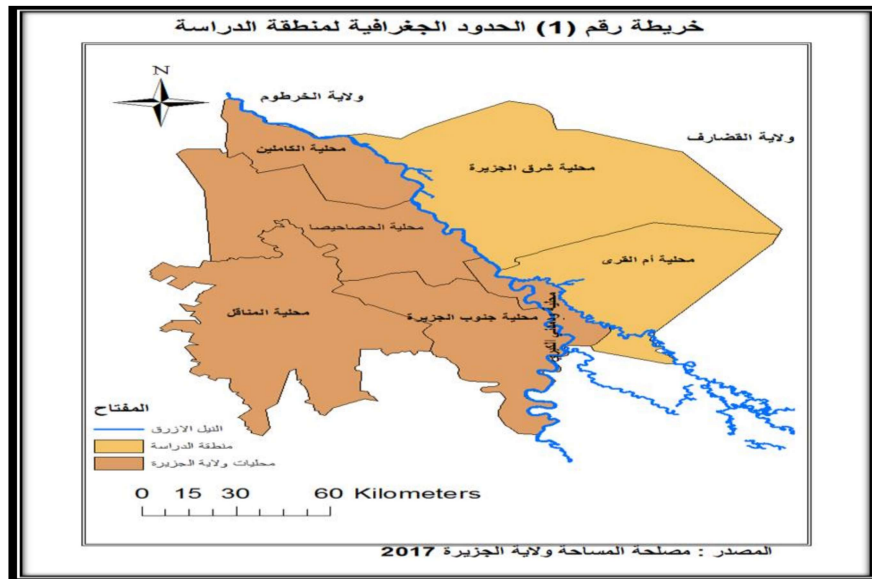 خريطة رقم (1) الحدود الجغرافية لمنطقة الدراسة
N
ولاية الخرطوم
ولاية القضارف
محلية الكاملين
محلية شرق الجزيرة
محلية الحصاحيصا
محلية أم القرى
محلية المناقل
محلية جنوب الجزيرة
المفتاح
النيل الازرق
منطقة الدراسة
محليات ولاية الجزيرة
0 15 30 60 Kilometers
المصدر : مصلحة المساحة ولاية الجزيرة 2017